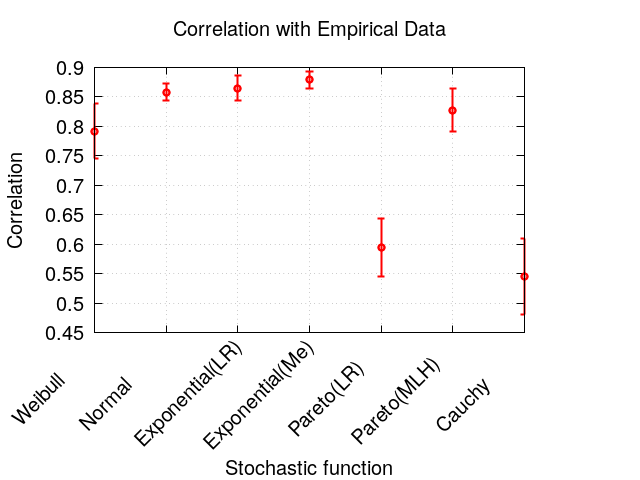 Correlation with Empirical Data
0.9
0.85
0.8
0.75
0.7
0.65
0.6
0.55
0.5
0.45
Correlation
Weibull
Normal
Exponential(LR)
Exponential(Me)
Pareto(LR)
Pareto(MLH)
Cauchy
Stochastic function